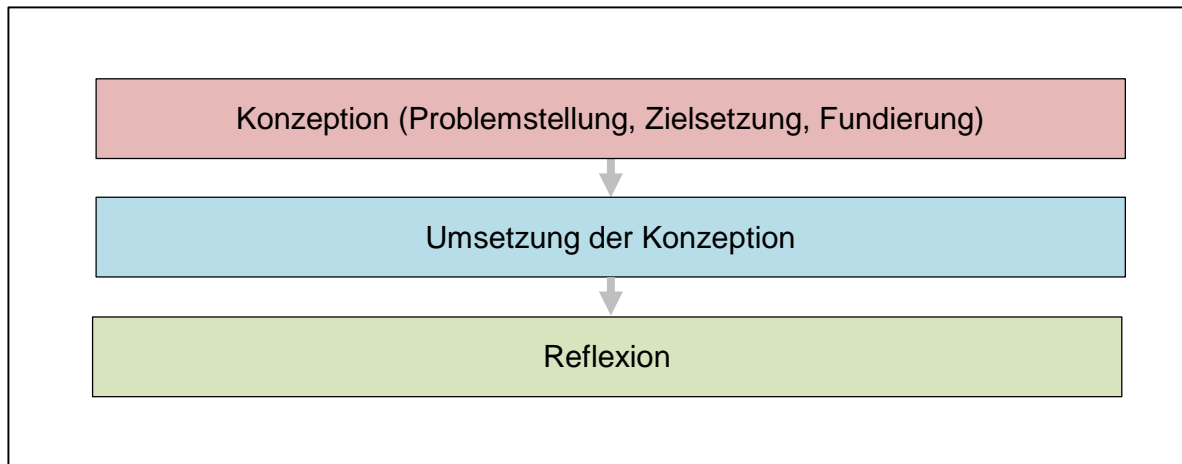 Konzeption (Problemstellung, Zielsetzung, Fundierung)
Umsetzung der Konzeption
Reflexion